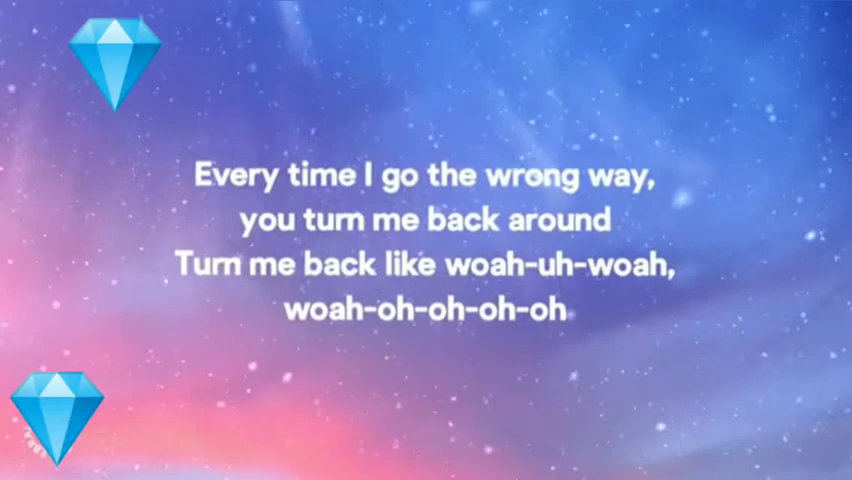 Every time I go the wrong way,
you turn me back around
Turn me back like woah-uh-woah,
woah-oh-oh-oh-oh